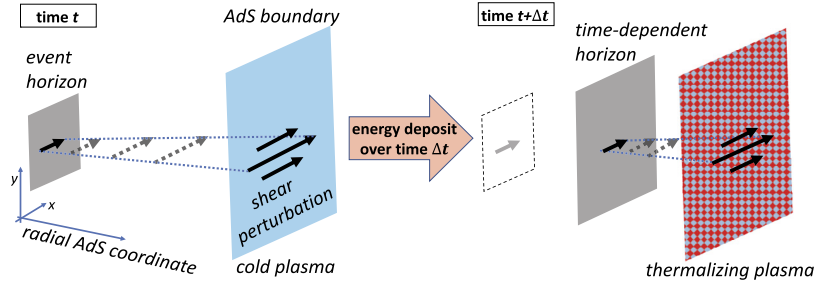 time t
AdS boundary
event
horizon
y
x
radial AdS coordinate
shear
perturbation
cold plasma
energy deposit
over time Δt
time t+Δt
time-dependent
horizon
thermalizing plasma